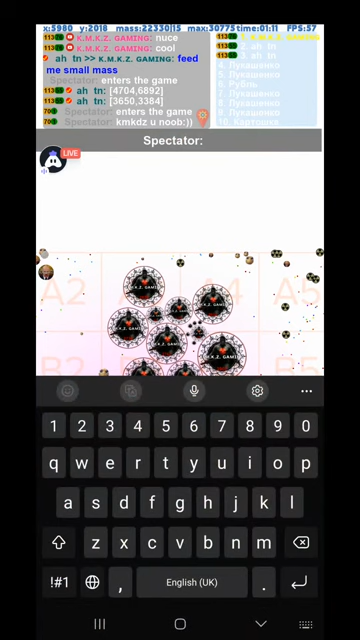 x:5980 y:2018 mass:22330|15 max:30775 time:01:11 FPS:57
K.M.K.Z. GAMING: nuce
K.M.K.Z. GAMING: cool
ah tn >> K.M.K.Z. GAMING: feed
me small mass
Spectator: enters the game
ah tn: [4704,6892]
ah tn: [3650,3384]
Spectator: enters the game
Spectator: kmkdz u noob:))
2. ah tn
3. ah tn
4. Лукашенко
5. Лукашенко
6. Рубль
7. Лукашенко
8. Лукашенко
9. Лукашенко
10. Картошка
Spectator:
LIVE
A2 A4 A5
B2 B5
1 2 3 4 5 6 7 8 9 0
q w e r t y u i o p
a s d f g h j k l
z x c v b n m
!#1 , English (UK) .